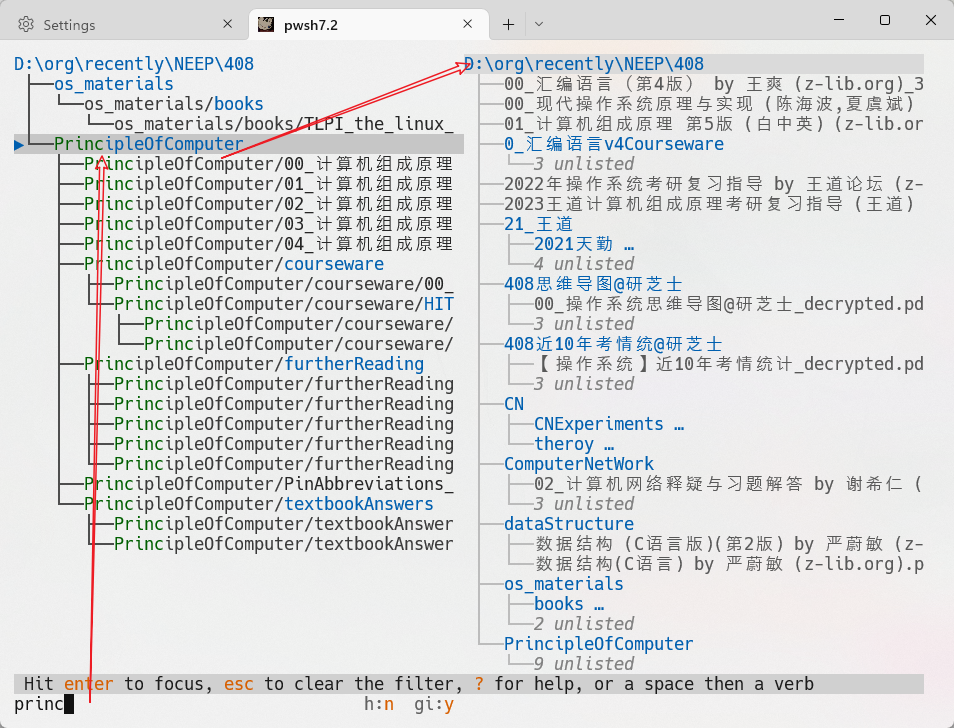 Settings
pwsh7.2
D:\org\recently\NEEP\408
os_materials
os_materials/books
os_materials/books/TLPI_the_linux_
PrincipleOfComputer
PrincipleOfComputer/00_计算机组成原理
PrincipleOfComputer/01_计算机组成原理
PrincipleOfComputer/02_计算机组成原理
PrincipleOfComputer/03_计算机组成原理
PrincipleOfComputer/04_计算机组成原理
PrincipleOfComputer/courseware
PrincipleOfComputer/courseware/00_
PrincipleOfComputer/courseware/HIT
PrincipleOfComputer/courseware/
PrincipleOfComputer/courseware/
PrincipleOfComputer/furtherReading
PrincipleOfComputer/furtherReading
PrincipleOfComputer/furtherReading
PrincipleOfComputer/furtherReading
PrincipleOfComputer/furtherReading
PrincipleOfComputer/furtherReading
PrincipleOfComputer/PinAbbreviations_
PrincipleOfComputer/textbookAnswers
PrincipleOfComputer/textbookAnswer
PrincipleOfComputer/textbookAnswer
D:\org\recently\NEEP\408
00_汇编语言（第4版） by 王爽 (z-lib.org)_3
00_现代操作系统原理与实现 (陈海波,夏虞斌)
01_计算机组成原理 第5版 (白中英) (z-lib.or
0_汇编语言v4Courseware
3 unlisted
2022年操作系统考研复习指导 by 王道论坛 (z-
2023王道计算机组成原理考研复习指导 (王道)
21_王道
2021天勤 …
4 unlisted
408思维导图@研芝士
00_操作系统思维导图@研芝士_decrypted.pd
3 unlisted
408近10年考情统@研芝士
【操作系统】近10年考情统计_decrypted.pd
3 unlisted
CN
CNExperiments …
theroy …
ComputerNetWork
02_计算机网络释疑与习题解答 by 谢希仁 (
3 unlisted
dataStructure
数据结构 (C语言版)(第2版) by 严蔚敏 (z-
数据结构(C语言) by 严蔚敏 (z-lib.org).p
os_materials
books …
2 unlisted
PrincipleOfComputer
9 unlisted
Hit enter to focus, esc to clear the filter, ? for help, or a space then a verb
princ h:n gi:y